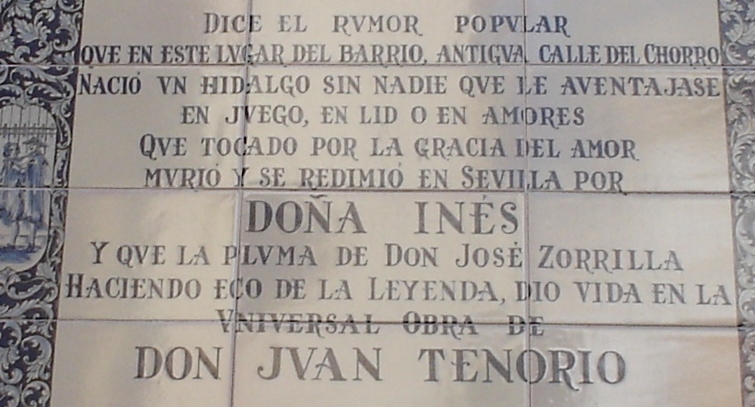 DICE EL RVMOR POPVLAR
QVE EN ESTE LVGAR DEL BARRIO, ANTIGVA CALLE DEL CHORRO
NACIÓ VN HIDALGO SIN NADIE QVE LE AVENTAJASE
EN JVEGO, EN LID O EN AMORES
QVE TOCADO POR LA GRACIA DEL AMOR
MVRIÓ Y SE REDIMIÓ EN SEVILLA POR
DOÑA INÉS
Y QVE LA PLVMA DE DON JOSÉ ZORRILLA
HACIENDO ECO DE LA LEYENDA, DIO VIDA EN LA
VNIVERSAL OBRA DE
DON JVAN TENORIO